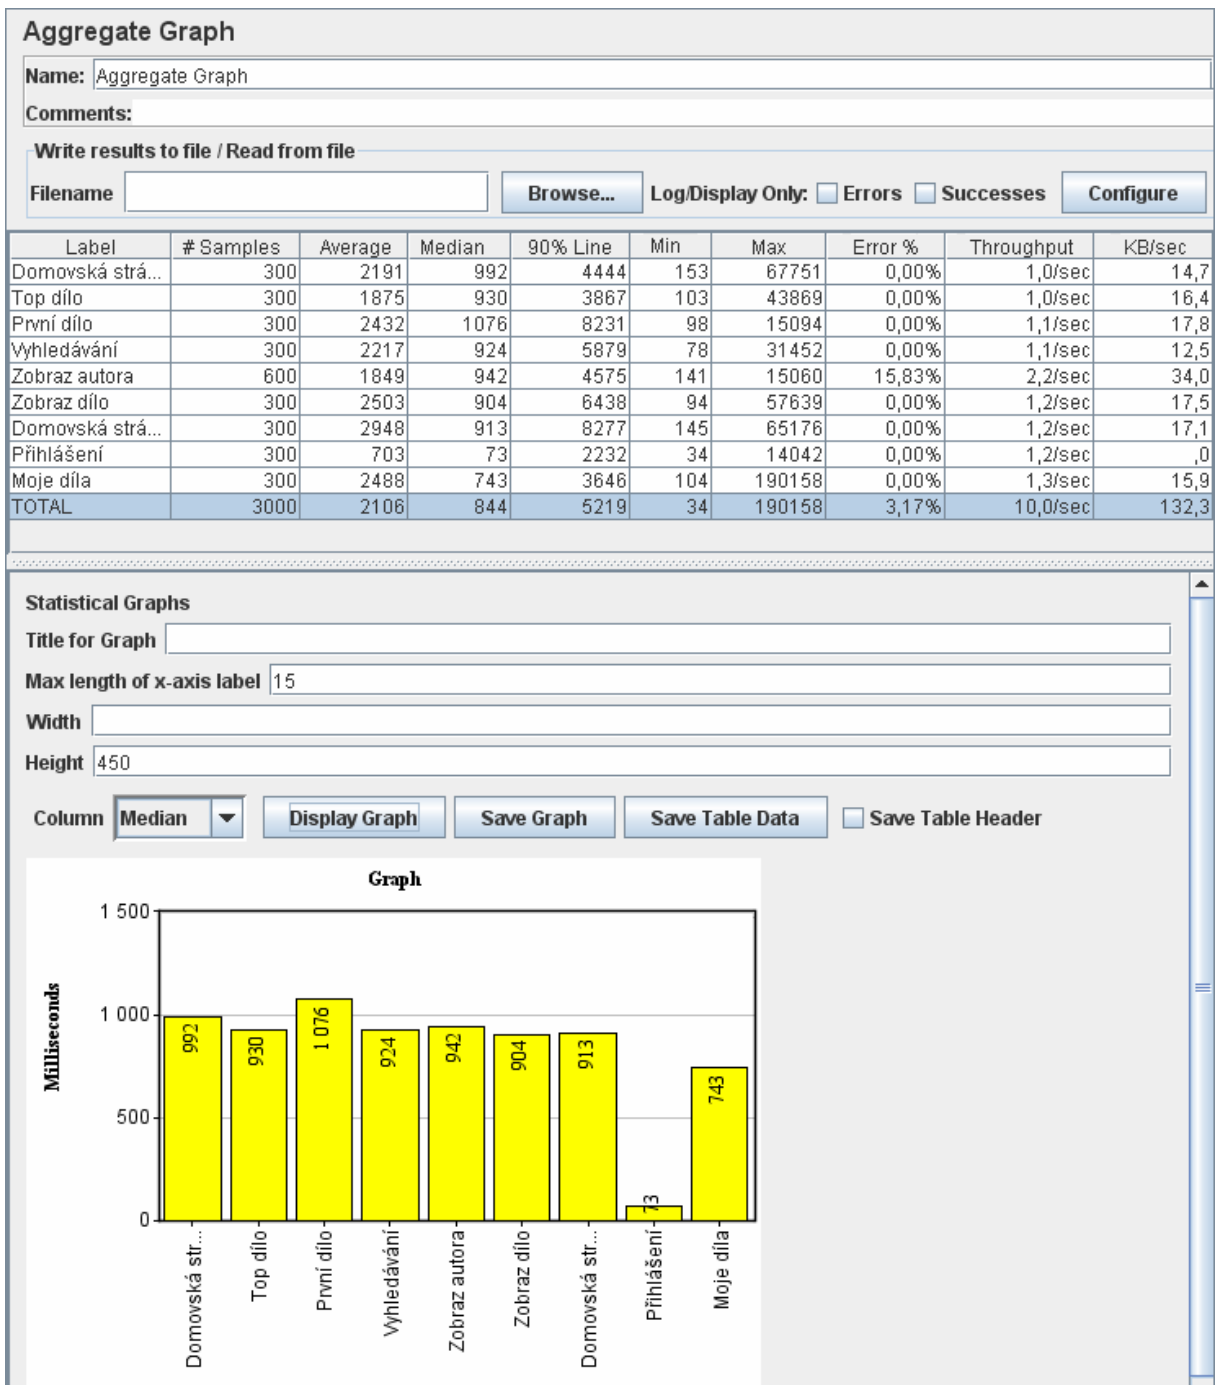 Aggregate Graph
Name: Aggregate Graph
Comments:
Write results to file / Read from file
Filename Browse... Log/Display Only: Errors Successes Configure
Label # Samples Average Median 90% Line Min Max Error % Throughput KB/sec
Domovská strá... 300 2191 992 4444 153 67751 0,00% 1,0/sec 14,7
Top dílo 300 1875 930 3867 103 43869 0,00% 1,0/sec 16,4
První dílo 300 2432 1076 8231 98 15094 0,00% 1,1/sec 17,8
Vyhledávání 300 2217 924 5879 78 31452 0,00% 1,1/sec 12,5
Zobraz autora 600 1849 942 4575 141 15060 15,83% 2,2/sec 34,0
Zobraz dílo 300 2503 904 6438 94 57639 0,00% 1,2/sec 17,5
Domovská strá... 300 2948 913 8277 145 65176 0,00% 1,2/sec 17,1
Přihlášení 300 703 73 2232 34 14042 0,00% 1,2/sec ,0
Moje díla 300 2488 743 3646 104 190158 0,00% 1,3/sec 15,9
TOTAL 3000 2106 844 5219 34 190158 3,17% 10,0/sec 132,3
Statistical Graphs
Title for Graph
Max length of x-axis label 15
Width
Height 450
Column Median Display Graph Save Graph Save Table Data Save Table Header
Graph
Milliseconds
1 500
1 000
500
0
992 930 1 076 924 942 904 913 73 743
Domovská str...
Top dílo
První dílo
Vyhledávání
Zobraz autora
Zobraz dílo
Domovská str...
Přihlášení
Moje díla